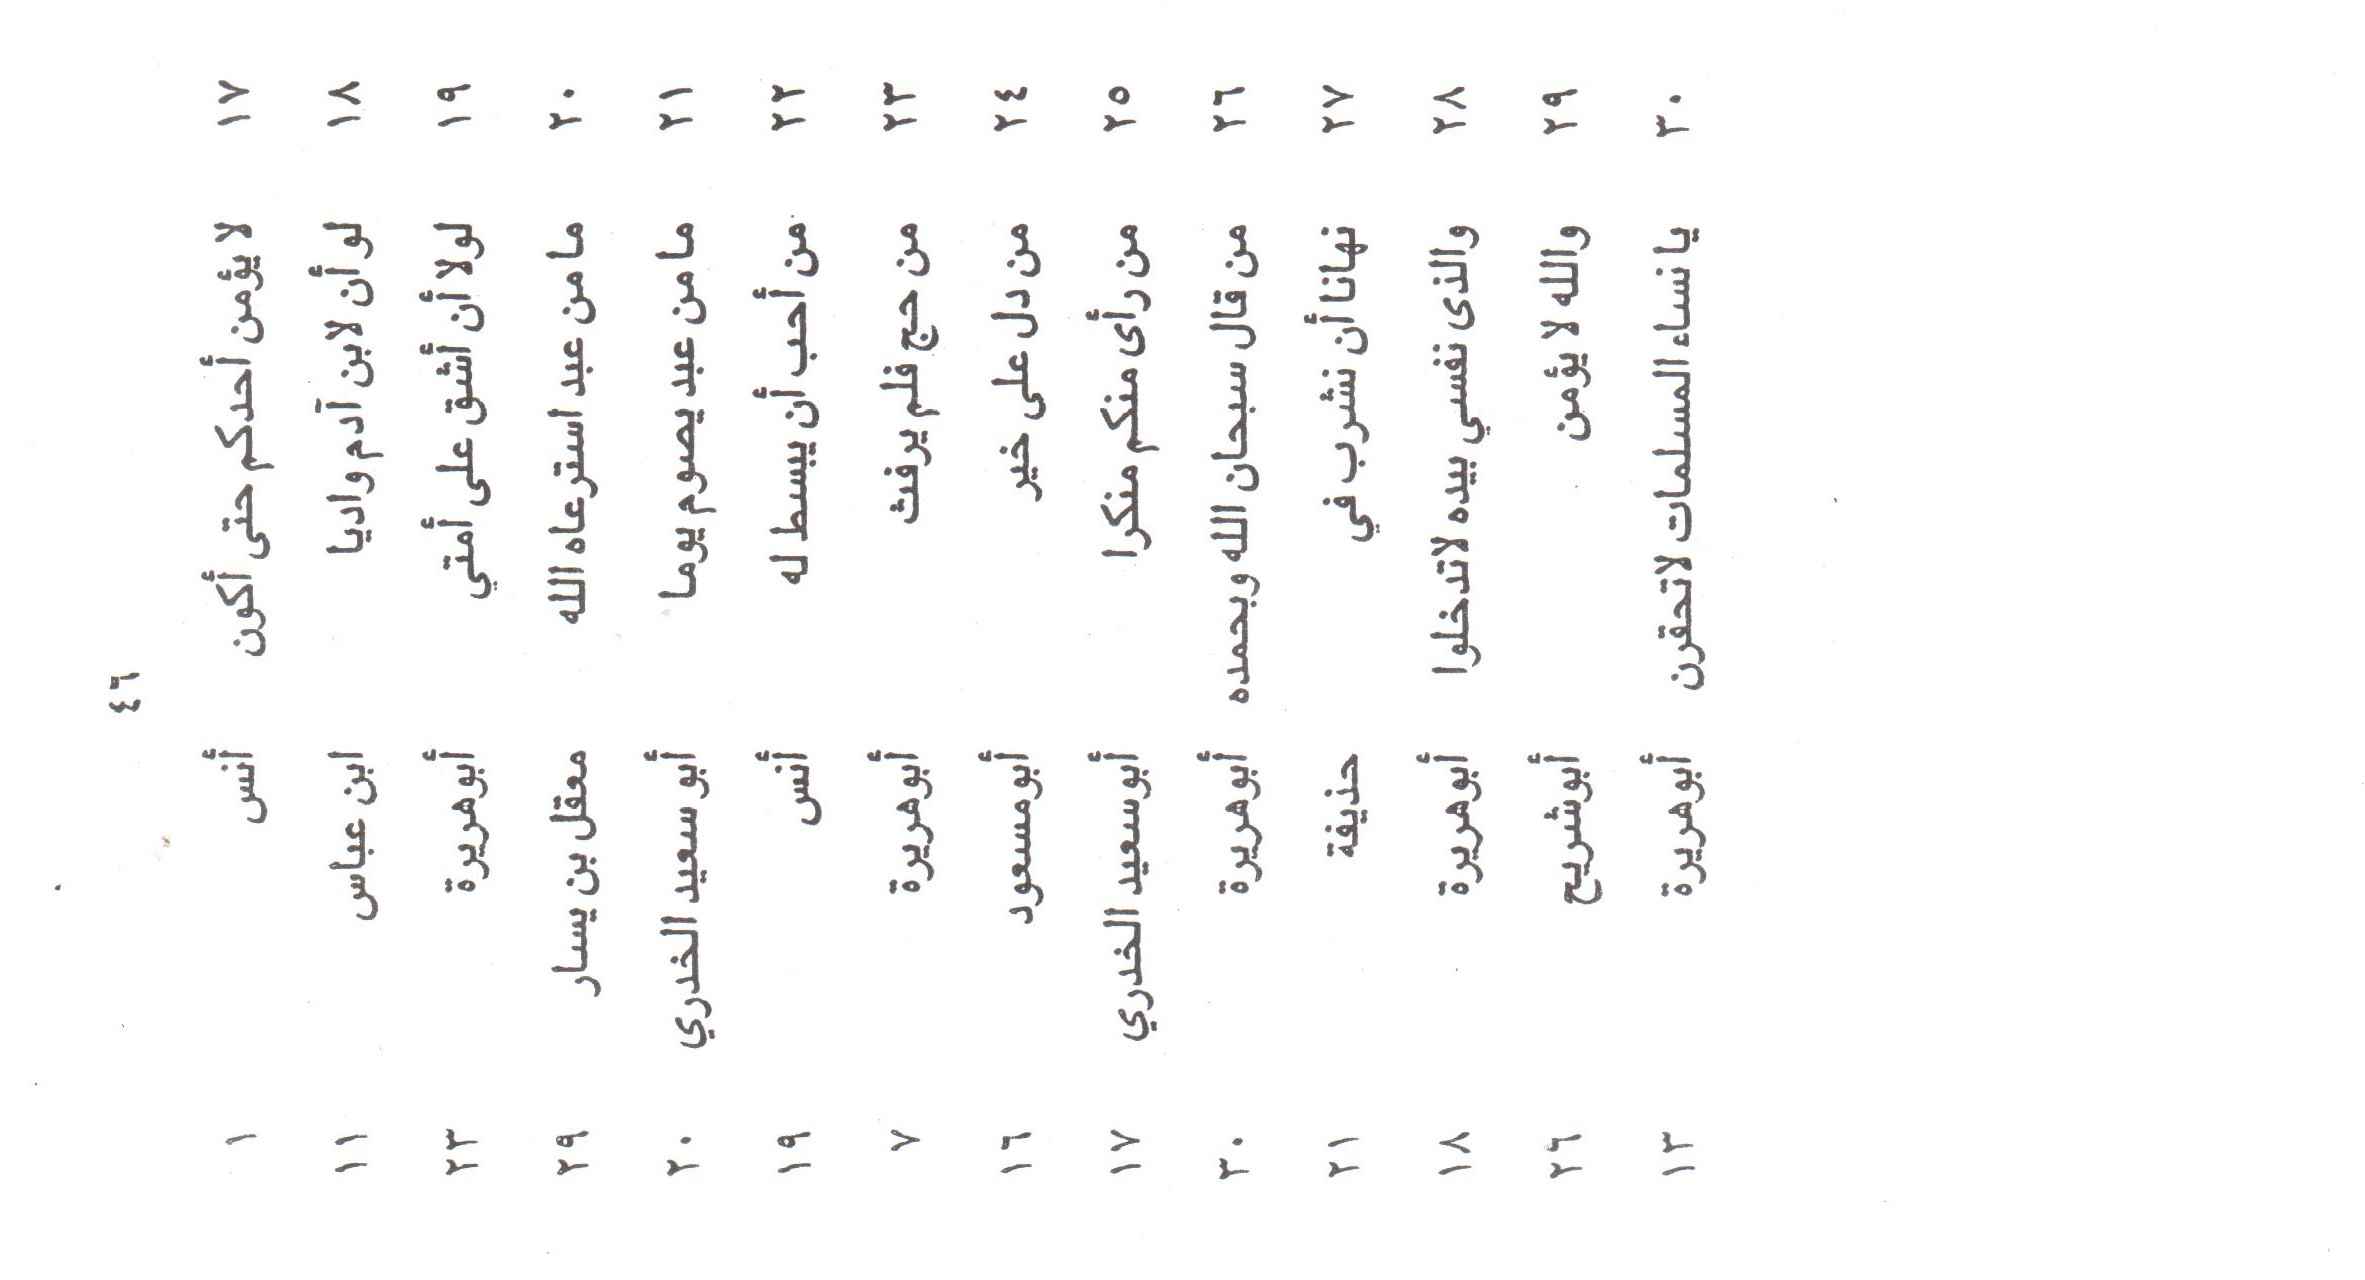 ٤٦
١٧ لا يؤمن أحدكم حتى أكون أنس ١
١٨ لو أن لابن آدم واديا ابن عباس ١١
١٩ لولا أن أشق على أمتي أبوهريرة ٢٣
٢٠ ما من عبد استرعاه الله معقل بن يسار ٢٩
٢١ ما من عبد يصوم يوما أبو سعيد الخدري ٢٠
٢٢ من أحب أن يبسط له أنس ١٩
٢٣ من حج فلم يرفث أبوهريرة ٧
٢٤ من دل على خير أبومسعود ١٦
٢٥ من رأى منكم منكرا أبوسعيد الخدري ١٧
٢٦ من قال سبحان الله وبحمده أبوهريرة ٣٠
٢٧ نهانا أن نشرب في حذيفة ٢١
٢٨ والذى نفسي بيده لاتدخلوا أبوهريرة ١٨
٢٩ والله لا يؤمن أبوشريح ٢٦
٣٠ يا نساء المسلمات لاتحقرن أبوهريرة ١٣